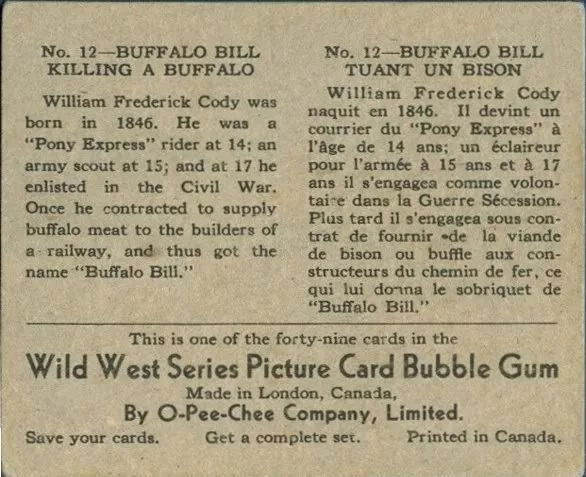 No. 12—BUFFALO BILL
KILLING A BUFFALO
William Frederick Cody was
born in 1846. He was a
"Pony Express" rider at 14; an
army scout at 15; and at 17 he
enlisted in the Civil War.
Once he contracted to supply
buffalo meat to the builders of
a railway, and thus got the
name "Buffalo Bill."
No. 12—BUFFALO BILL
TUANT UN BISON
William Frederick Cody
naquit en 1846. Il devint un
courrier du "Pony Express" à
l'âge de 14 ans; un éclaireur
pour l'armée à 15 ans et à 17
ans il s'engagea comme volon-
taire dans la Guerre Sécession.
Plus tard il s'engagea sous con-
trat de fournir de la viande
de bison ou buffle aux con-
structeurs du chemin de fer, ce
qui lui donna le sobriquet de
"Buffalo Bill."
This is one of the forty-nine cards in the
Wild West Series Picture Card Bubble Gum
Made in London, Canada,
By O-Pee-Chee Company, Limited.
Save your cards. Get a complete set. Printed in Canada.